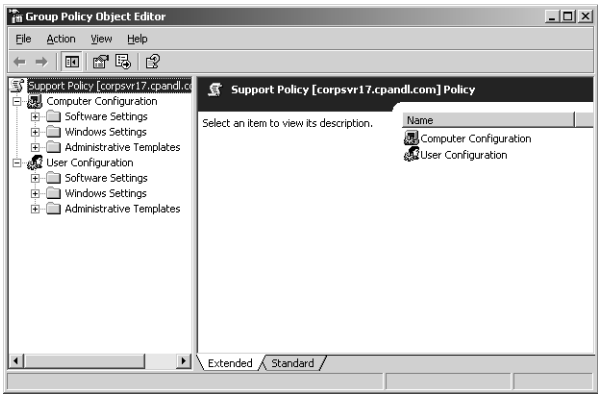 Group Policy Object Editor
File Action View Help
Support Policy [corpsvr17.cpandl.co
Computer Configuration
Software Settings
Windows Settings
Administrative Templates
User Configuration
Software Settings
Windows Settings
Administrative Templates
Support Policy [corpsvr17.cpandl.com] Policy
Select an item to view its description.
Name
Computer Configuration
User Configuration
Extended Standard